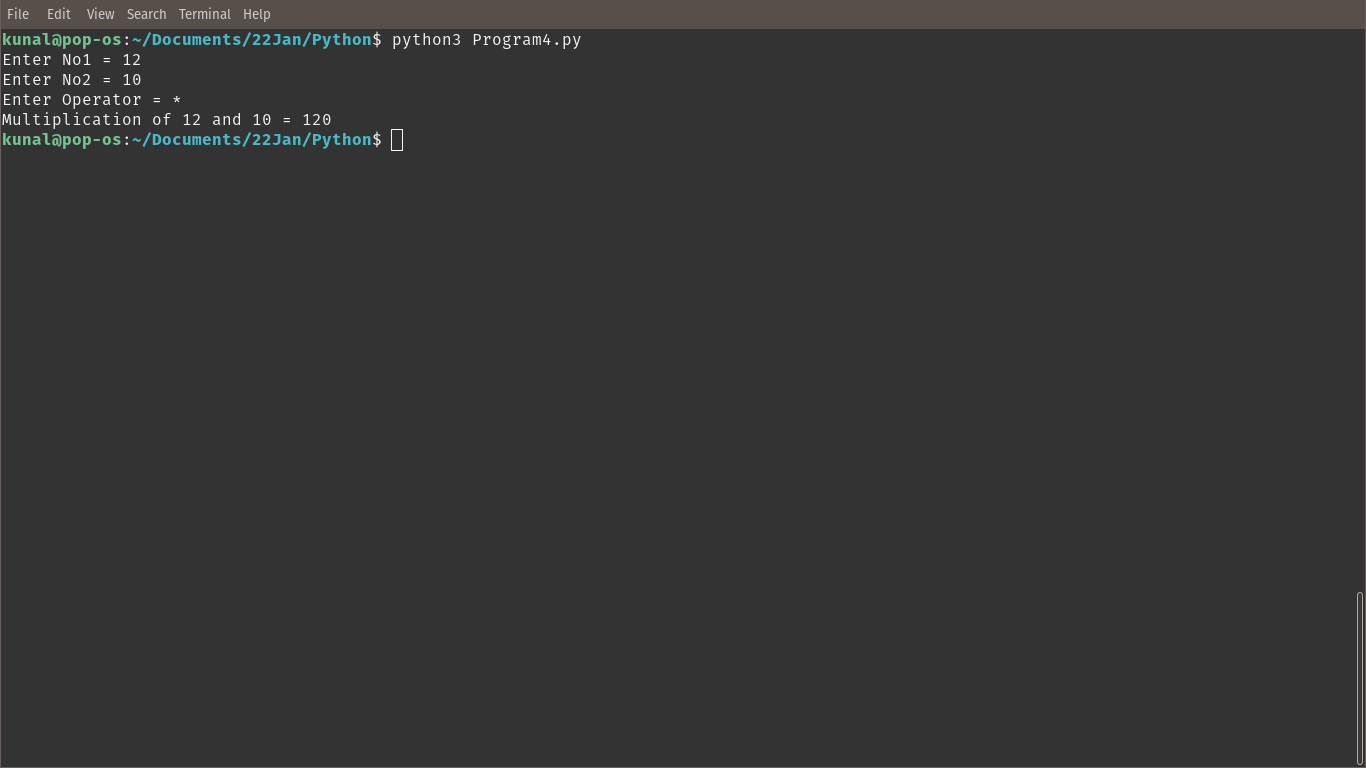 File Edit View Search Terminal Help
kunal@pop-os:~/Documents/22Jan/Python$ python3 Program4.py
Enter No1 = 12
Enter No2 = 10
Enter Operator = *
Multiplication of 12 and 10 = 120
kunal@pop-os:~/Documents/22Jan/Python$